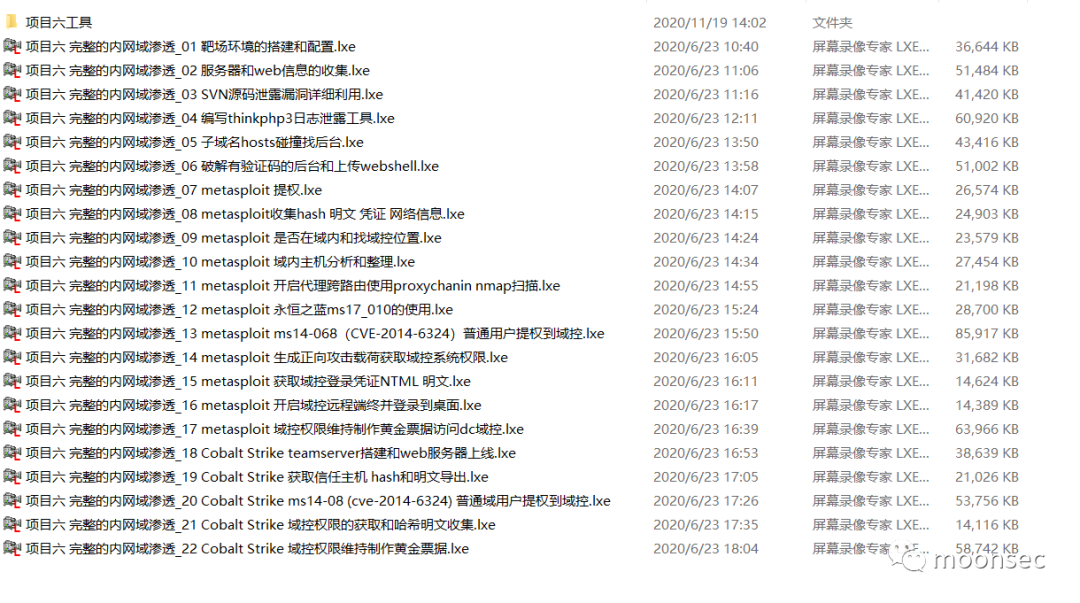 项目六工具 2020/11/19 14:02 文件夹
项目六 完整的内网域渗透_01 靶场环境的搭建和配置.lxe 2020/6/23 10:40 屏幕录像专家 LXE... 36,644 KB
项目六 完整的内网域渗透_02 服务器和web信息的收集.lxe 2020/6/23 11:06 屏幕录像专家 LXE... 51,484 KB
项目六 完整的内网域渗透_03 SVN源码泄露漏洞详细利用.lxe 2020/6/23 11:16 屏幕录像专家 LXE... 41,420 KB
项目六 完整的内网域渗透_04 编写thinkphp3日志泄露工具.lxe 2020/6/23 12:11 屏幕录像专家 LXE... 60,920 KB
项目六 完整的内网域渗透_05 子域名hosts碰撞找后台.lxe 2020/6/23 13:50 屏幕录像专家 LXE... 43,416 KB
项目六 完整的内网域渗透_06 破解有验证码的后台和上传webshell.lxe 2020/6/23 13:58 屏幕录像专家 LXE... 51,002 KB
项目六 完整的内网域渗透_07 metasploit 提权.lxe 2020/6/23 14:07 屏幕录像专家 LXE... 26,574 KB
项目六 完整的内网域渗透_08 metasploit收集hash 明文 凭证 网络信息.lxe 2020/6/23 14:15 屏幕录像专家 LXE... 24,903 KB
项目六 完整的内网域渗透_09 metasploit 是否在域内和找域控位置.lxe 2020/6/23 14:24 屏幕录像专家 LXE... 23,579 KB
项目六 完整的内网域渗透_10 metasploit 域内主机分析和整理.lxe 2020/6/23 14:34 屏幕录像专家 LXE... 27,454 KB
项目六 完整的内网域渗透_11 metasploit 开启代理跨路由使用proxychanin nmap扫描.lxe 2020/6/23 14:55 屏幕录像专家 LXE... 21,198 KB
项目六 完整的内网域渗透_12 metasploit 永恒之蓝ms17_010的使用.lxe 2020/6/23 15:24 屏幕录像专家 LXE... 28,700 KB
项目六 完整的内网域渗透_13 metasploit ms14-068（CVE-2014-6324）普通用户提权到域控.lxe 2020/6/23 15:50 屏幕录像专家 LXE... 85,917 KB
项目六 完整的内网域渗透_14 metasploit 生成正向攻击载荷获取域控系统权限.lxe 2020/6/23 16:05 屏幕录像专家 LXE... 31,682 KB
项目六 完整的内网域渗透_15 metasploit 获取域控登录凭证NTML 明文.lxe 2020/6/23 16:11 屏幕录像专家 LXE... 14,624 KB
项目六 完整的内网域渗透_16 metasploit 开启域控远程端终并登录到桌面.lxe 2020/6/23 16:17 屏幕录像专家 LXE... 14,389 KB
项目六 完整的内网域渗透_17 metasploit 域控权限维持制作黄金票据访问dc域控.lxe 2020/6/23 16:39 屏幕录像专家 LXE... 63,966 KB
项目六 完整的内网域渗透_18 Cobalt Strike teamserver搭建和web服务器上线.lxe 2020/6/23 16:53 屏幕录像专家 LXE... 38,639 KB
项目六 完整的内网域渗透_19 Cobalt Strike 获取信任主机 hash和明文导出.lxe 2020/6/23 17:05 屏幕录像专家 LXE... 21,026 KB
项目六 完整的内网域渗透_20 Cobalt Strike ms14-08 (cve-2014-6324) 普通域用户提权到域控.lxe 2020/6/23 17:26 屏幕录像专家 LXE... 53,756 KB
项目六 完整的内网域渗透_21 Cobalt Strike 域控权限的获取和哈希明文收集.lxe 2020/6/23 17:35 屏幕录像专家 LXE... 14,116 KB
项目六 完整的内网域渗透_22 Cobalt Strike 域控权限维持制作黄金票据.lxe 2020/6/23 18:04 屏幕录像专家 LXE... 58,742 KB
moonsec